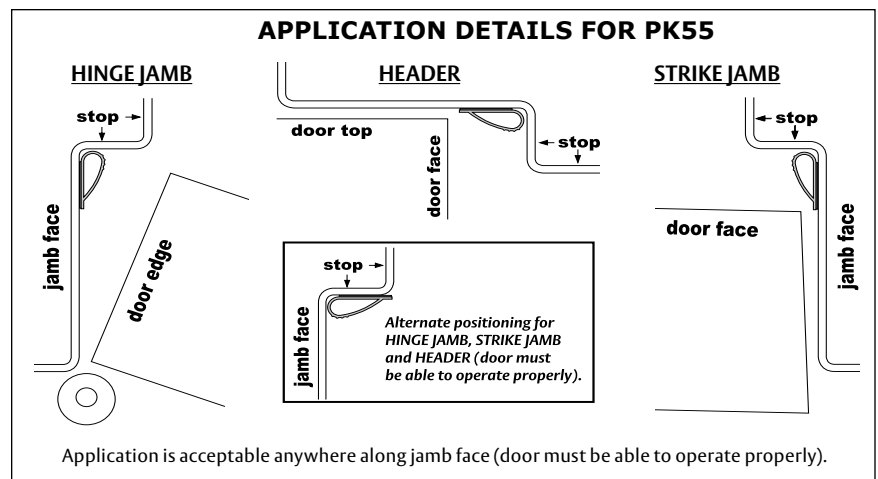 APPLICATION DETAILS FOR PK55
HINGE JAMB
stop
jamb face
door edge
HEADER
door top
door face
stop
STRIKE JAMB
stop
door face
jamb face
stop
jamb face
Alternate positioning for
HINGE JAMB, STRIKE JAMB
and HEADER (door must
be able to operate properly).
Application is acceptable anywhere along jamb face (door must be able to operate properly).